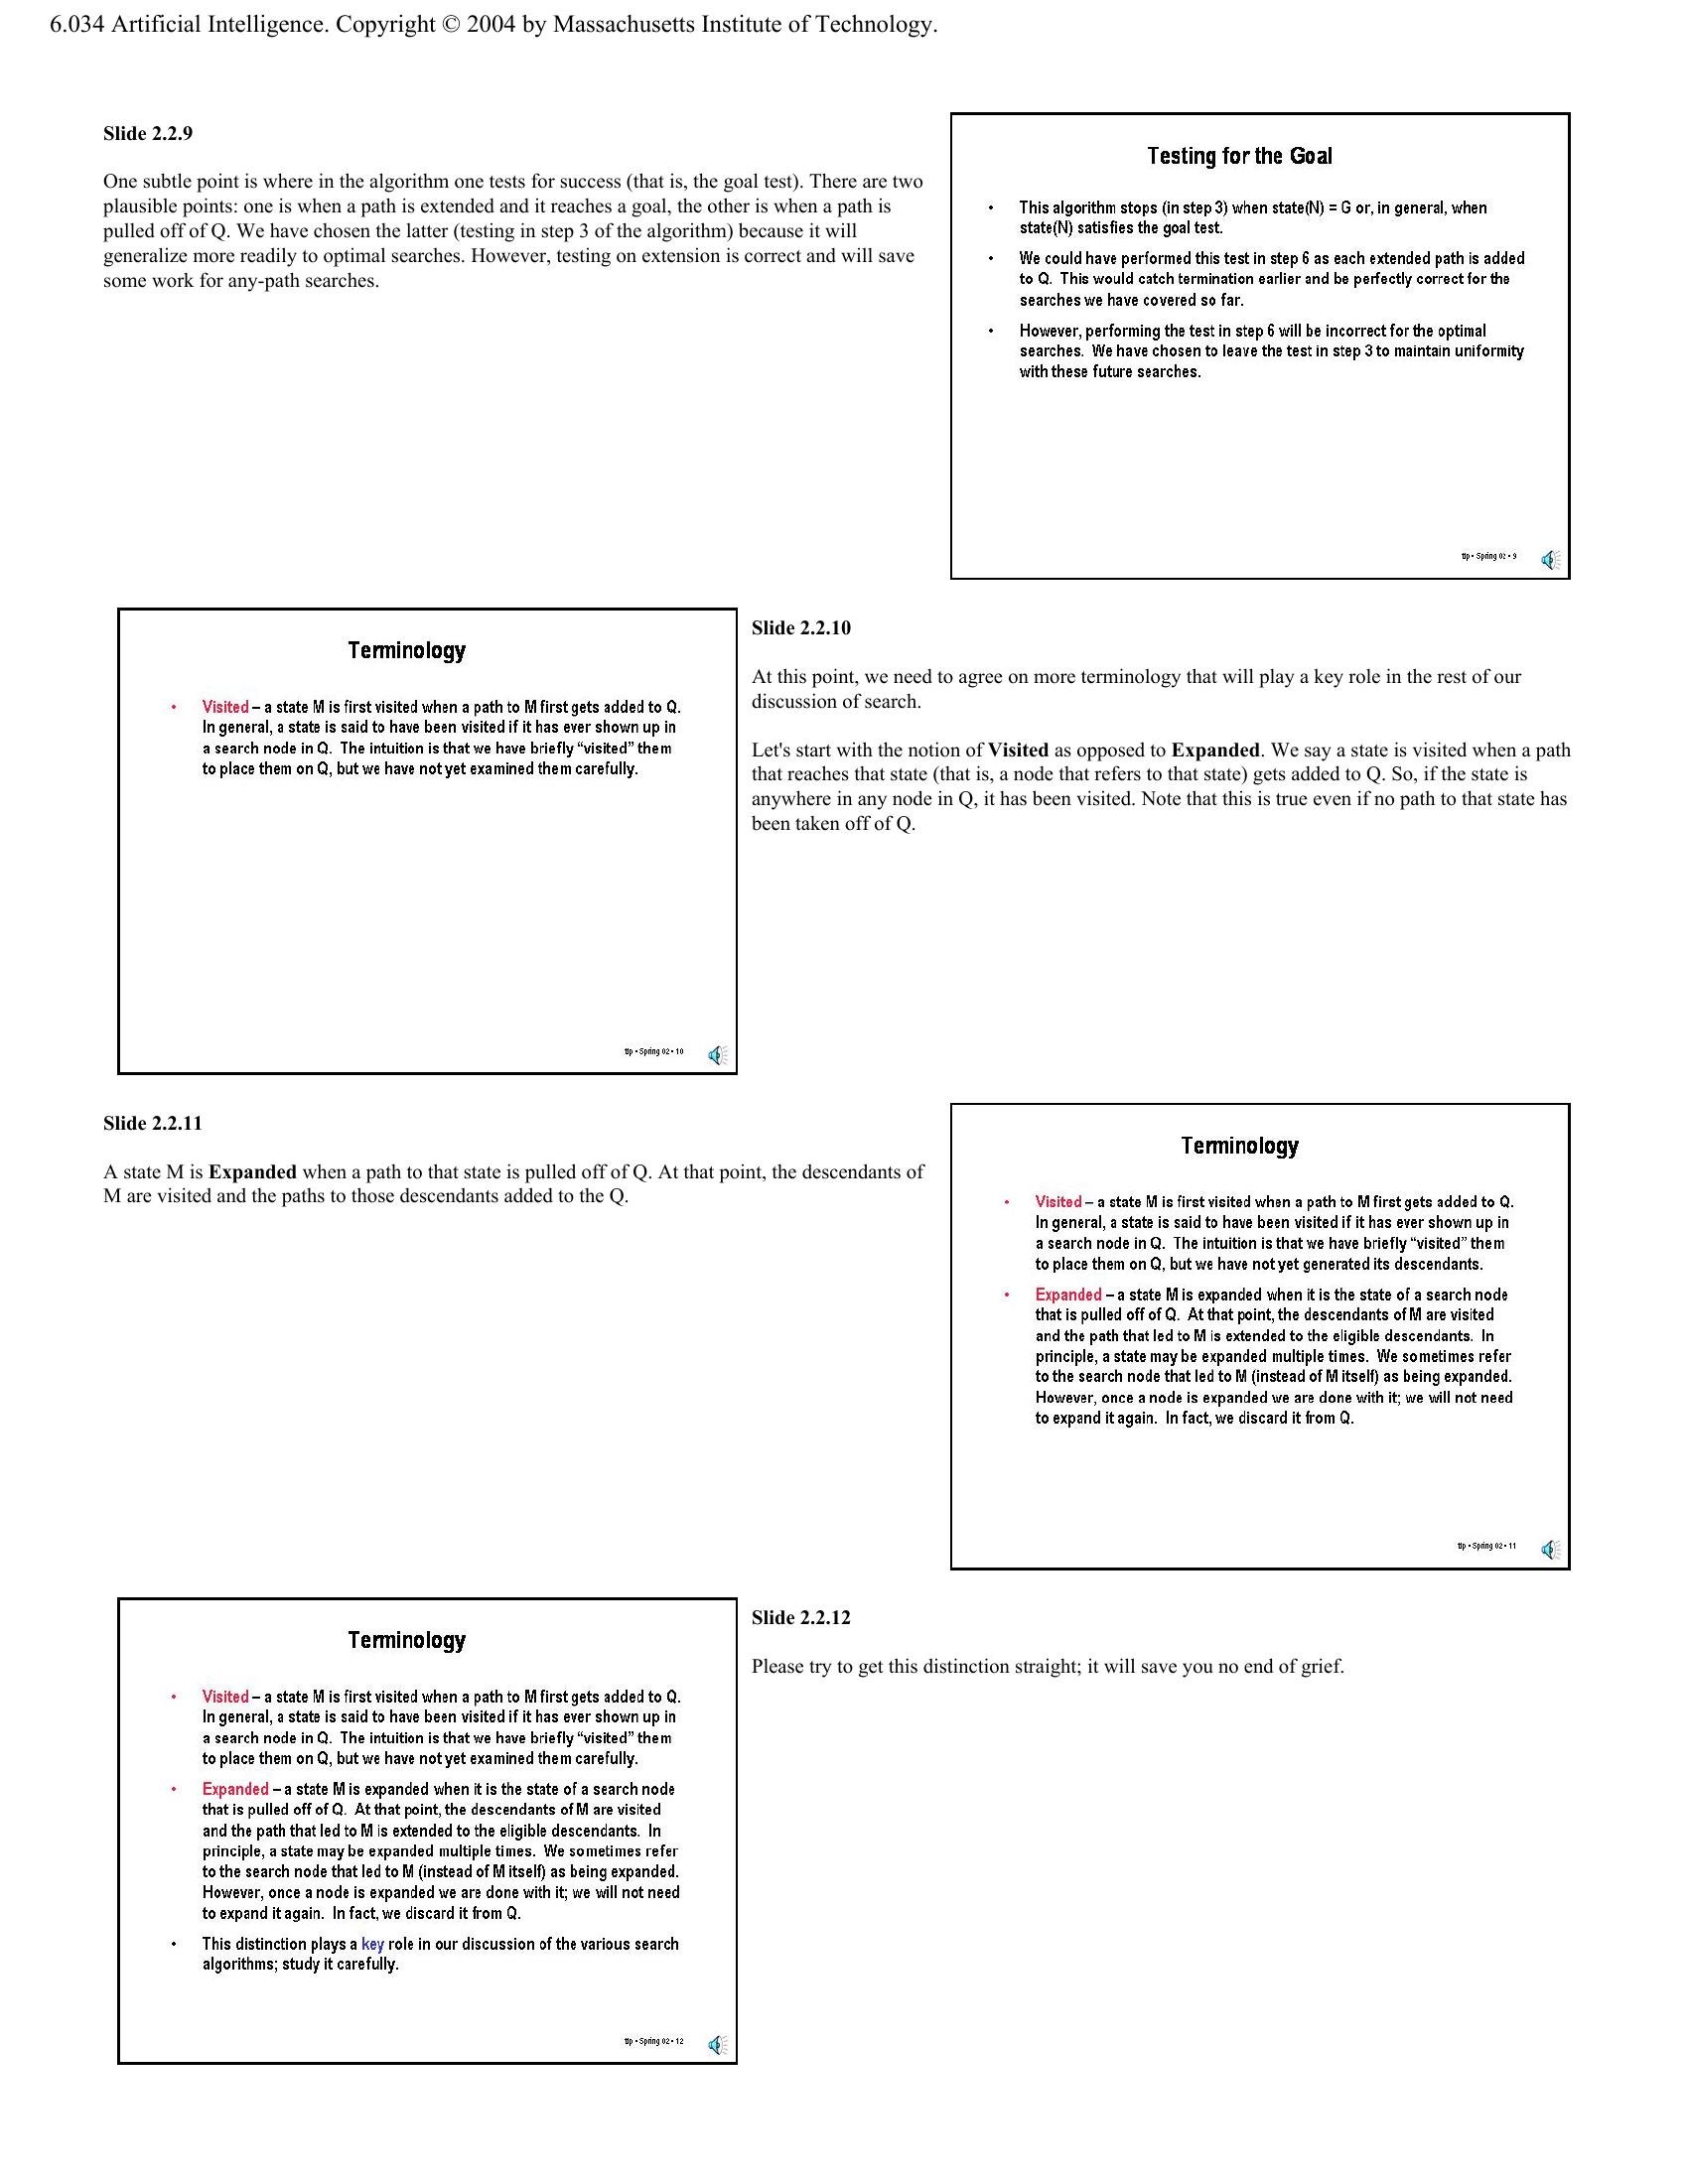 6.034 Artificial Intelligence. Copyright © 2004 by Massachusetts Institute of Technology.
Slide 2.2.9
One subtle point is where in the algorithm one tests for success (that is, the goal test). There are two
plausible points: one is when a path is extended and it reaches a goal, the other is when a path is
pulled off of Q. We have chosen the latter (testing in step 3 of the algorithm) because it will
generalize more readily to optimal searches. However, testing on extension is correct and will save
some work for any-path searches.
Testing for the Goal
• This algorithm stops (in step 3) when state(N) = G or, in general, when
state(N) satisfies the goal test.
• We could have performed this test in step 6 as each extended path is added
to Q. This would catch termination earlier and be perfectly correct for the
searches we have covered so far.
• However, performing the test in step 6 will be incorrect for the optimal
searches. We have chosen to leave the test in step 3 to maintain uniformity
with these future searches.
tlp • Spring 02 • 9
Terminology
• Visited – a state M is first visited when a path to M first gets added to Q.
In general, a state is said to have been visited if it has ever shown up in
a search node in Q. The intuition is that we have briefly “visited” them
to place them on Q, but we have not yet examined them carefully.
tlp • Spring 02 • 10
Slide 2.2.10
At this point, we need to agree on more terminology that will play a key role in the rest of our
discussion of search.
Let's start with the notion of Visited as opposed to Expanded. We say a state is visited when a path
that reaches that state (that is, a node that refers to that state) gets added to Q. So, if the state is
anywhere in any node in Q, it has been visited. Note that this is true even if no path to that state has
been taken off of Q.
Slide 2.2.11
A state M is Expanded when a path to that state is pulled off of Q. At that point, the descendants of
M are visited and the paths to those descendants added to the Q.
Terminology
• Visited – a state M is first visited when a path to M first gets added to Q.
In general, a state is said to have been visited if it has ever shown up in
a search node in Q. The intuition is that we have briefly “visited” them
to place them on Q, but we have not yet generated its descendants.
• Expanded – a state M is expanded when it is the state of a search node
that is pulled off of Q. At that point, the descendants of M are visited
and the path that led to M is extended to the eligible descendants. In
principle, a state may be expanded multiple times. We sometimes refer
to the search node that led to M (instead of M itself) as being expanded.
However, once a node is expanded we are done with it; we will not need
to expand it again. In fact, we discard it from Q.
tlp • Spring 02 • 11
Terminology
• Visited – a state M is first visited when a path to M first gets added to Q.
In general, a state is said to have been visited if it has ever shown up in
a search node in Q. The intuition is that we have briefly “visited” them
to place them on Q, but we have not yet examined them carefully.
• Expanded – a state M is expanded when it is the state of a search node
that is pulled off of Q. At that point, the descendants of M are visited
and the path that led to M is extended to the eligible descendants. In
principle, a state may be expanded multiple times. We sometimes refer
to the search node that led to M (instead of M itself) as being expanded.
However, once a node is expanded we are done with it; we will not need
to expand it again. In fact, we discard it from Q.
• This distinction plays a key role in our discussion of the various search
algorithms; study it carefully.
tlp • Spring 02 • 12
Slide 2.2.12
Please try to get this distinction straight; it will save you no end of grief.